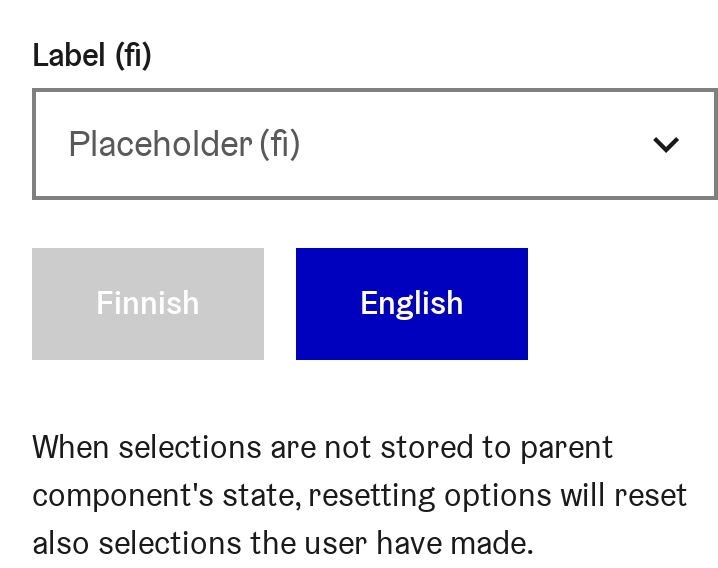 Label (fi)
Placeholder (fi)
Finnish
English
When selections are not stored to parent
component's state, resetting options will reset
also selections the user have made.